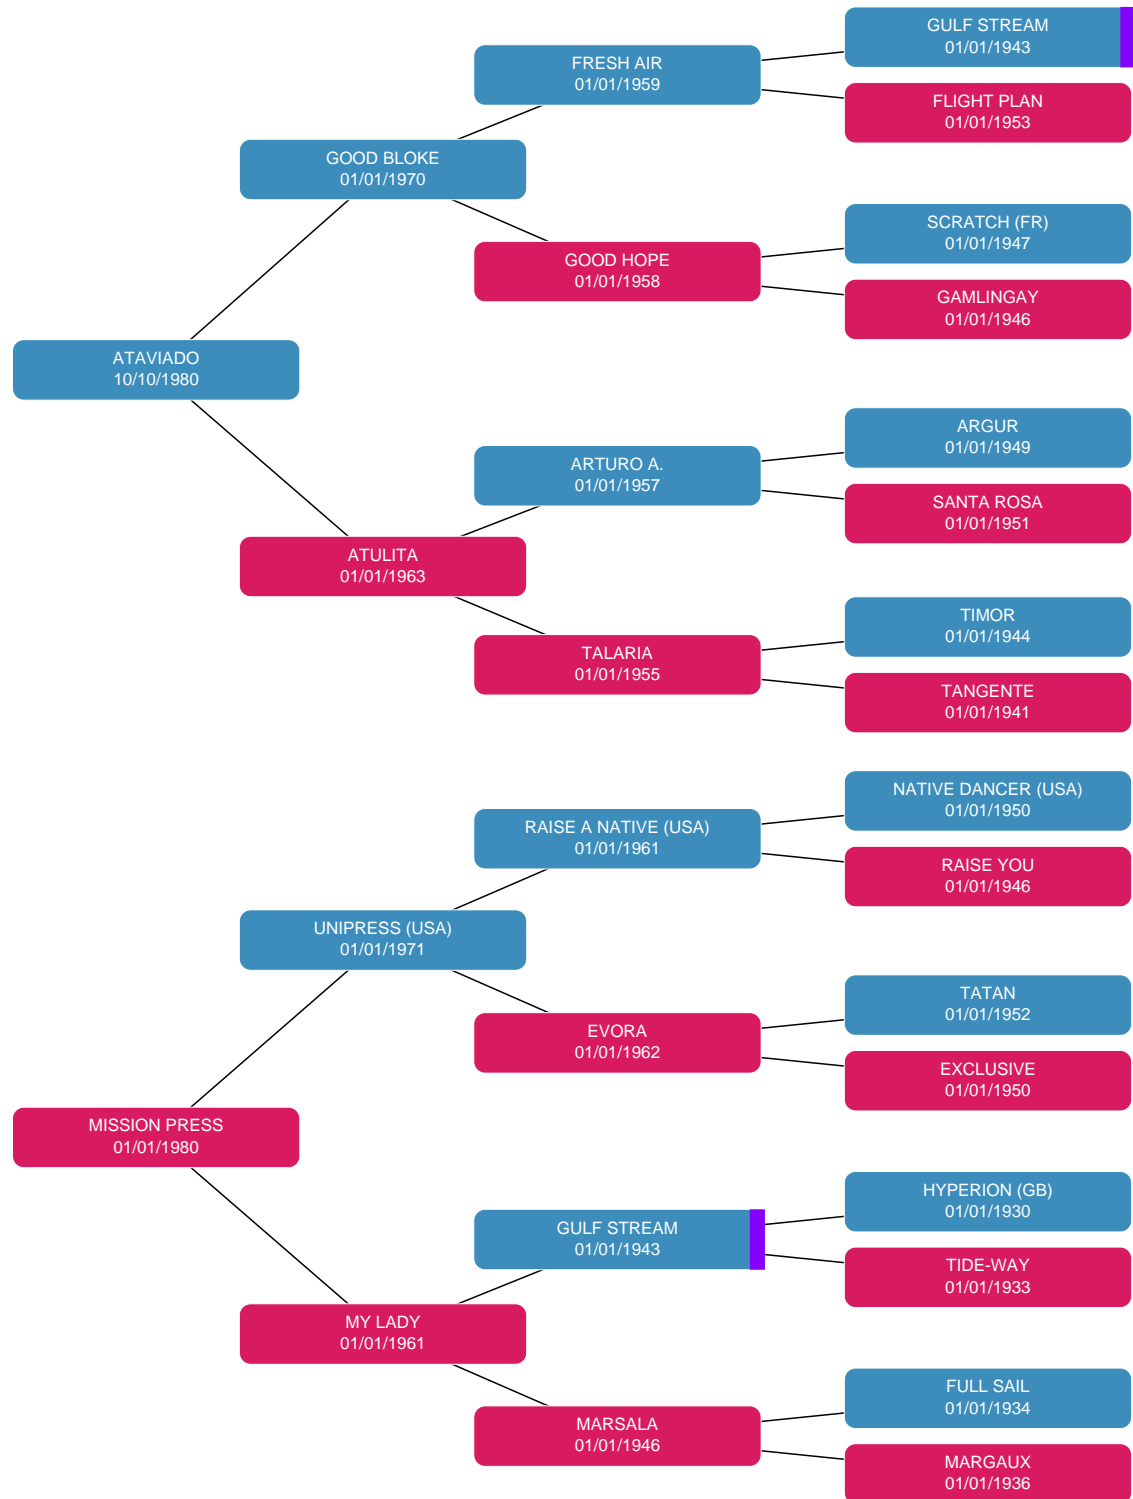 GULF STREAM
01/01/1943
FRESH AIR
01/01/1959
FLIGHT PLAN
01/01/1953
GOOD BLOKE
01/01/1970
SCRATCH (FR)
01/01/1947
GOOD HOPE
01/01/1958
GAMLINGAY
01/01/1946
ATAVIADO
10/10/1980
ARGUR
01/01/1949
ARTURO A.
01/01/1957
SANTA ROSA
01/01/1951
ATULITA
01/01/1963
TIMOR
01/01/1944
TALARIA
01/01/1955
TANGENTE
01/01/1941
NATIVE DANCER (USA)
01/01/1950
RAISE A NATIVE (USA)
01/01/1961
RAISE YOU
01/01/1946
UNIPRESS (USA)
01/01/1971
TATAN
01/01/1952
EVORA
01/01/1962
EXCLUSIVE
01/01/1950
MISSION PRESS
01/01/1980
HYPERION (GB)
01/01/1930
GULF STREAM
01/01/1943
TIDE-WAY
01/01/1933
MY LADY
01/01/1961
FULL SAIL
01/01/1934
MARSALA
01/01/1946
MARGAUX
01/01/1936